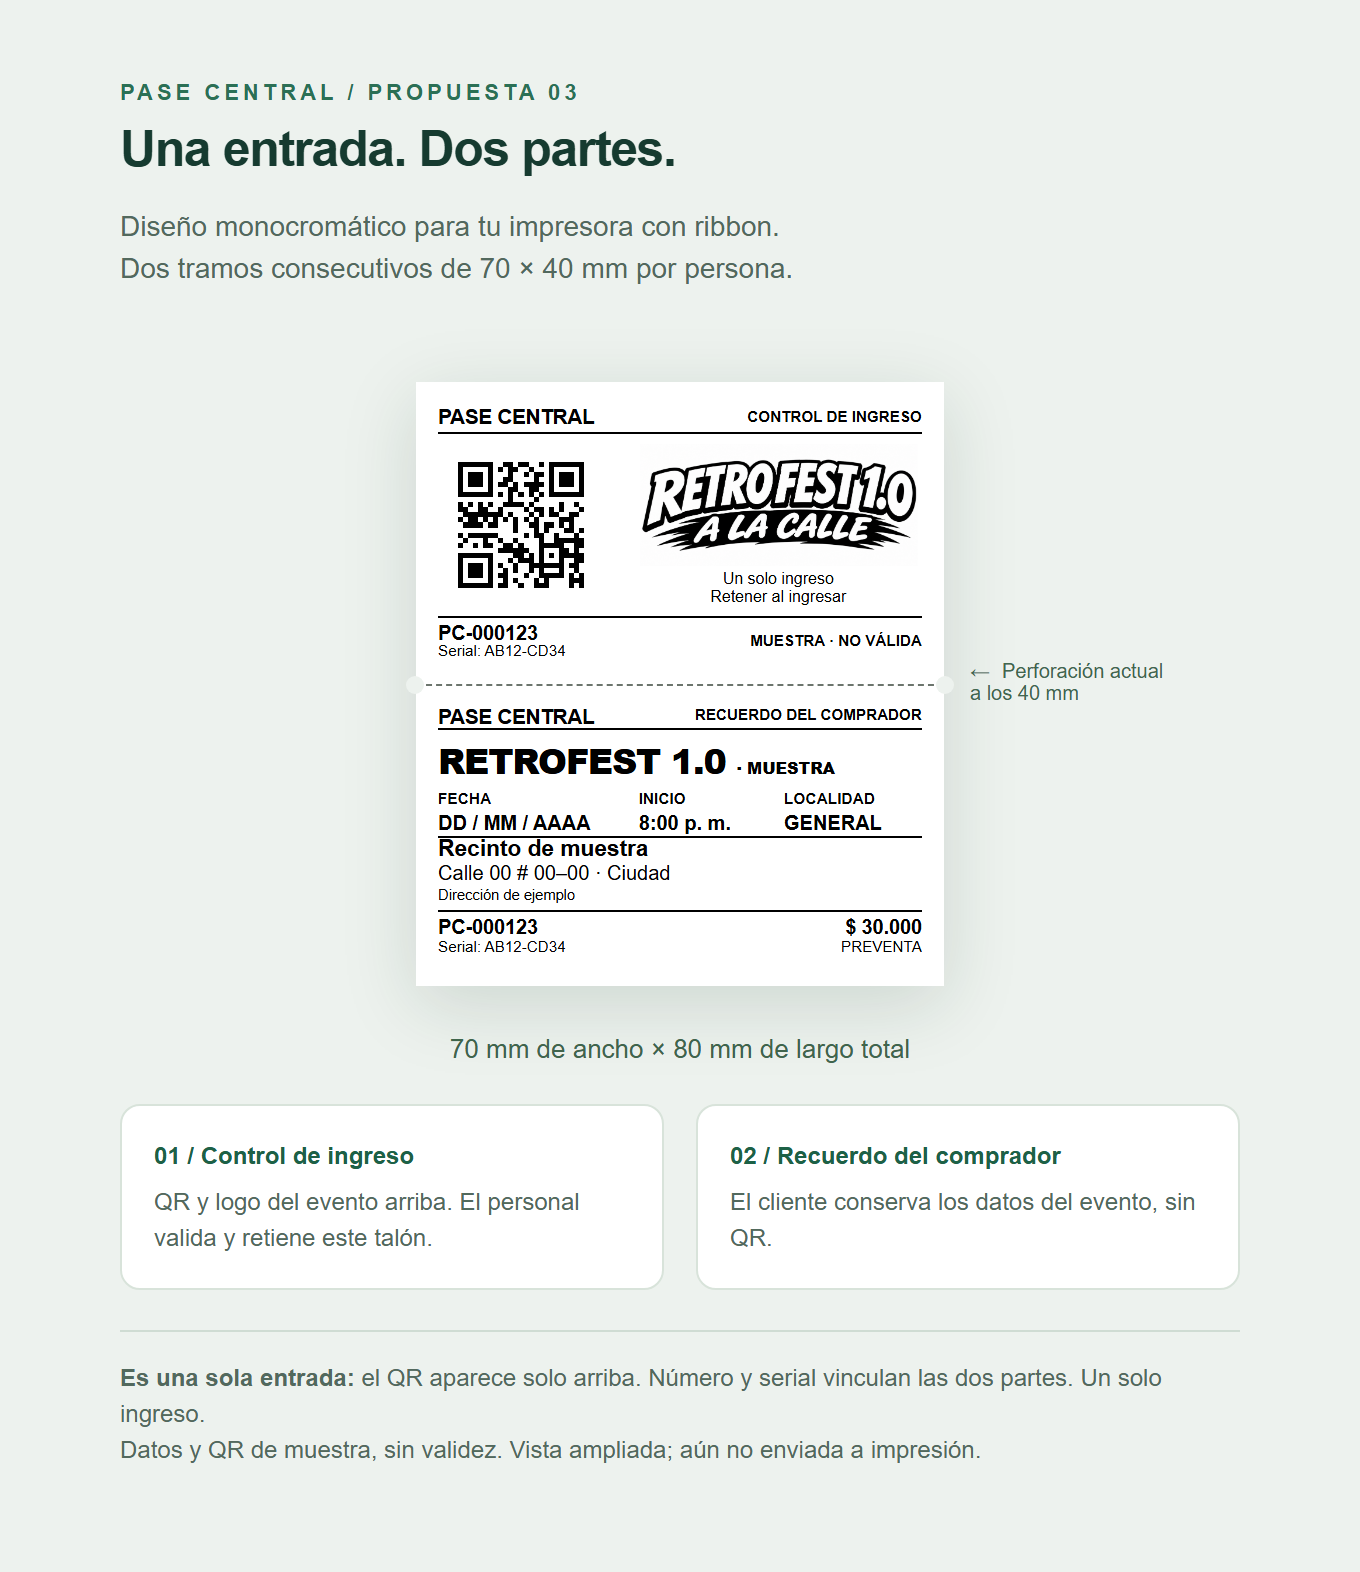 PASE CENTRAL / PROPUESTA 03
Una entrada. Dos partes.
Diseño monocromático para tu impresora con ribbon.
Dos tramos consecutivos de 70 × 40 mm por persona.
PASE CENTRAL
CONTROL DE INGRESO
RETROFEST 1.0
A LA CALLE
Un solo ingreso
Retener al ingresar
PC-000123
Serial: AB12-CD34
MUESTRA · NO VÁLIDA
← Perforación actual
a los 40 mm
PASE CENTRAL
RECUERDO DEL COMPRADOR
RETROFEST 1.0 · MUESTRA
FECHA INICIO LOCALIDAD
DD / MM / AAAA 8:00 p. m. GENERAL
Recinto de muestra
Calle 00 # 00–00 · Ciudad
Dirección de ejemplo
PC-000123
Serial: AB12-CD34
$ 30.000
PREVENTA
70 mm de ancho × 80 mm de largo total
01 / Control de ingreso
QR y logo del evento arriba. El personal
valida y retiene este talón.
02 / Recuerdo del comprador
El cliente conserva los datos del evento, sin
QR.
Es una sola entrada: el QR aparece solo arriba. Número y serial vinculan las dos partes. Un solo
ingreso.
Datos y QR de muestra, sin validez. Vista ampliada; aún no enviada a impresión.